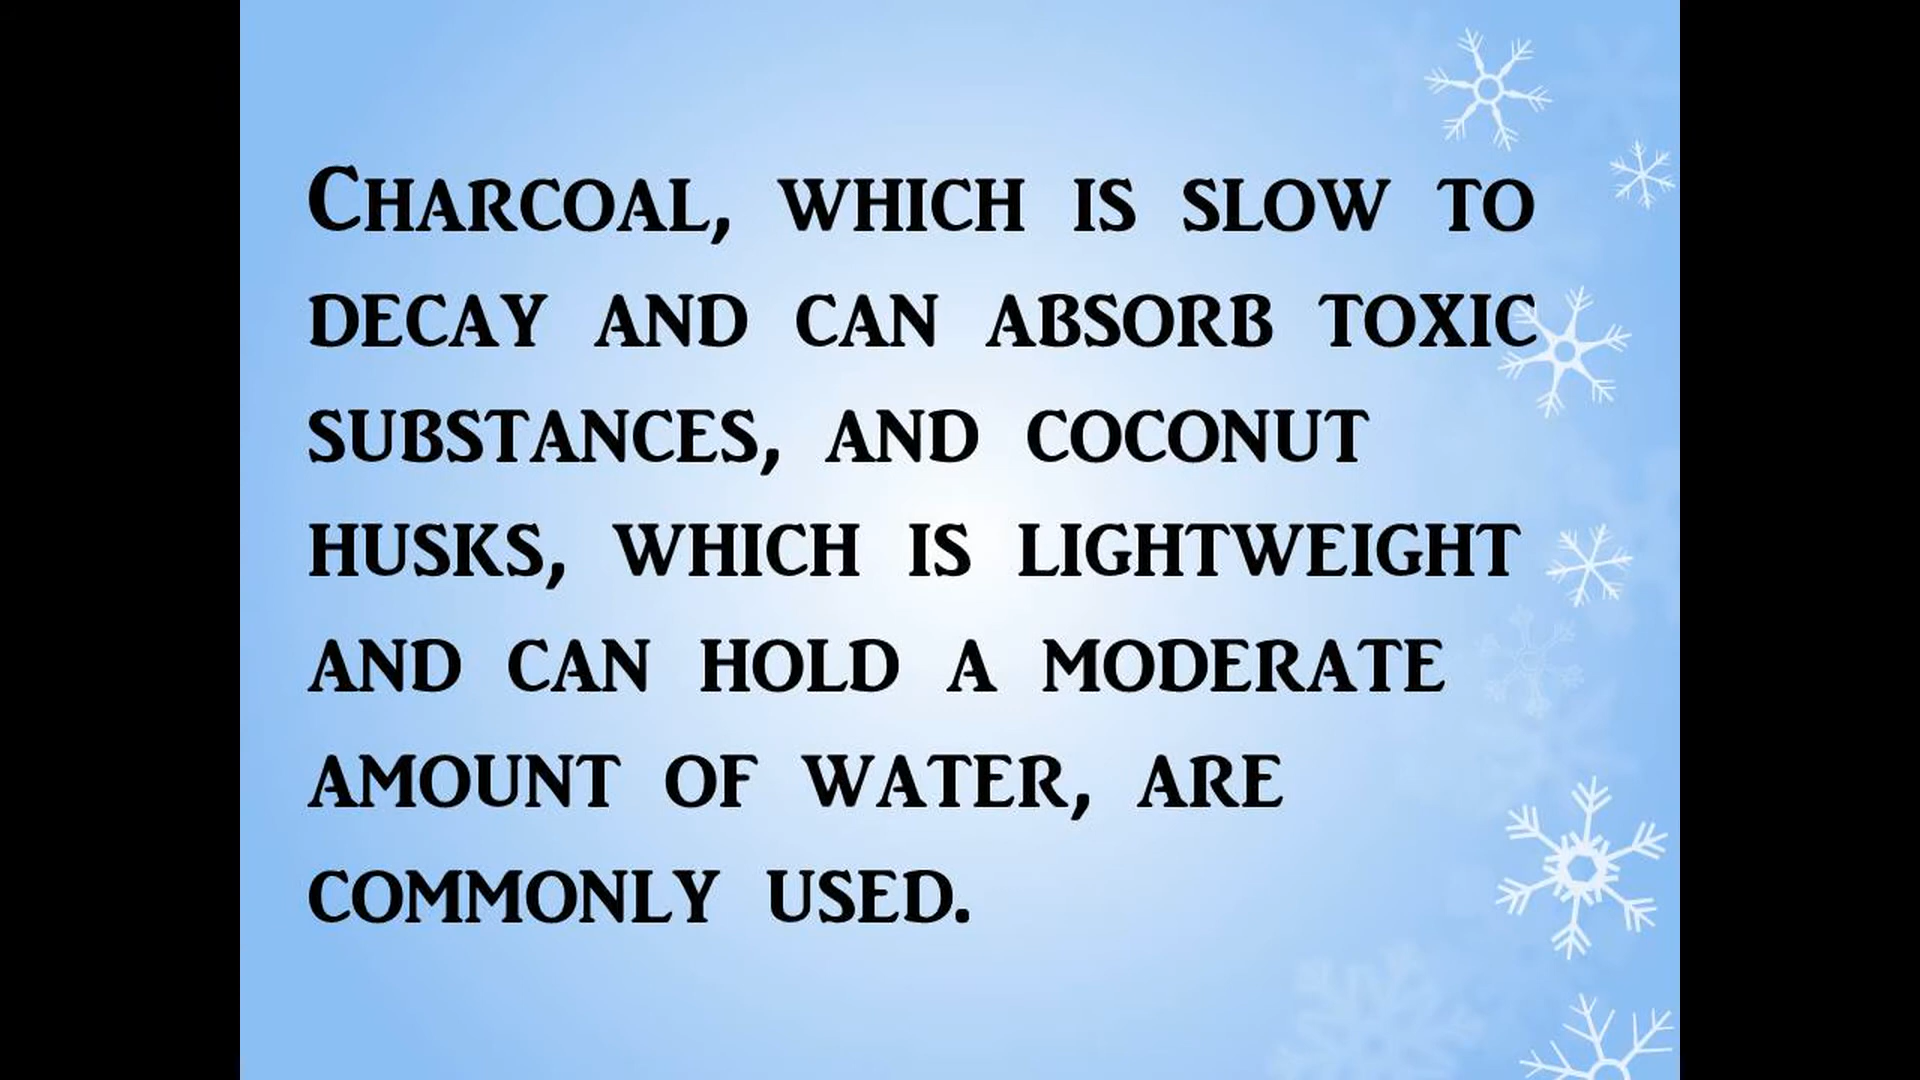 Charcoal, which is slow to
decay and can absorb toxic
substances, and coconut
husks, which is lightweight
and can hold a moderate
amount of water, are
commonly used.